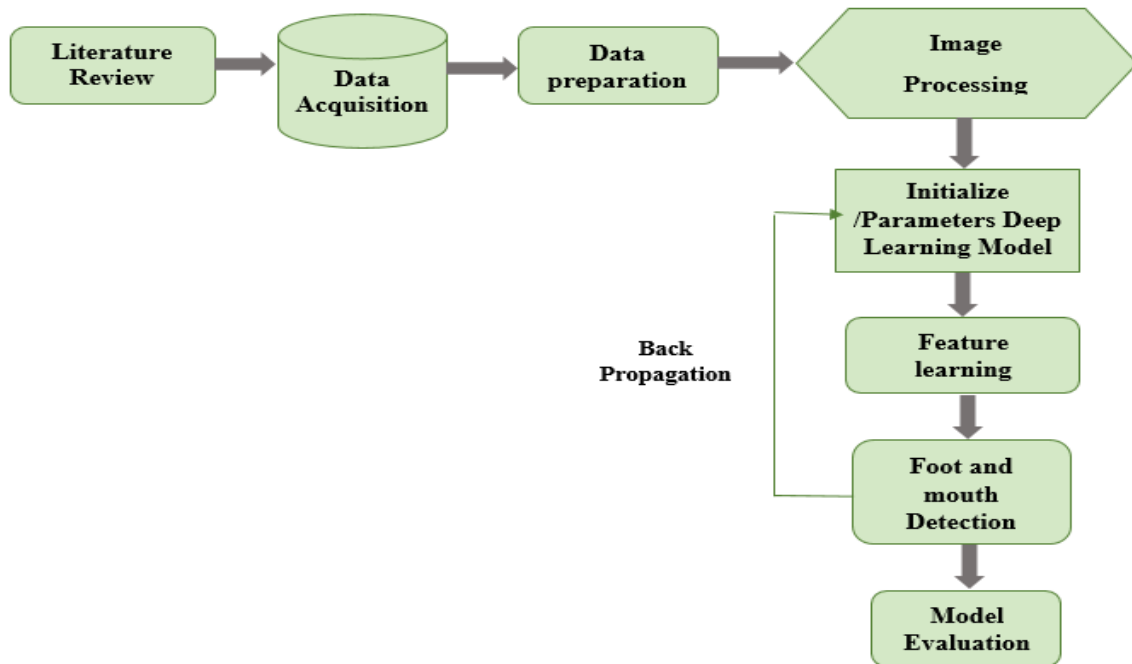 Literature
Review
Data
Acquisition
Data
preparation
Image
Processing
Initialize
/Parameters Deep
Learning Model
Feature
learning
Back
Propagation
Foot and
mouth
Detection
Model
Evaluation